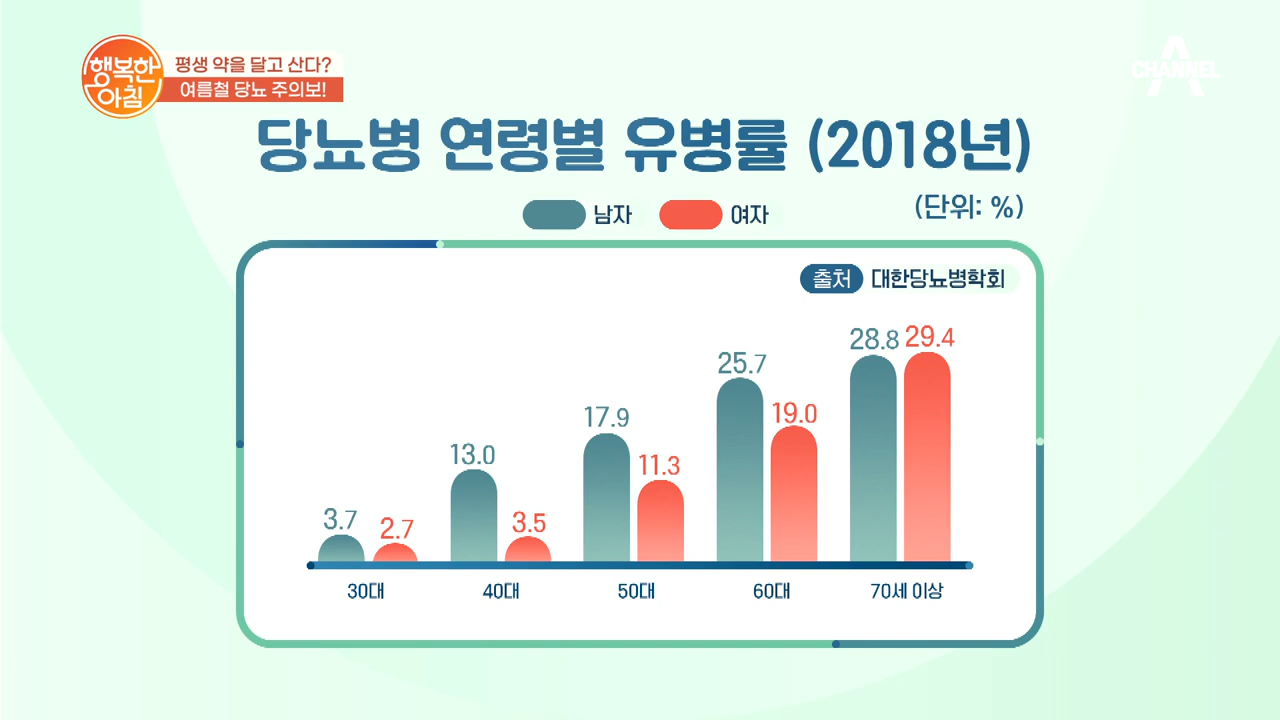 행복한
아침
평생 약을 달고 산다?
여름철 당뇨 주의보!
CHANNEL A
당뇨병 연령별 유병률 (2018년)
남자 여자
(단위: %)
출처 대한당뇨병학회
3.7 2.7 13.0 3.5 17.9 11.3 25.7 19.0 28.8 29.4
30대 40대 50대 60대 70세 이상